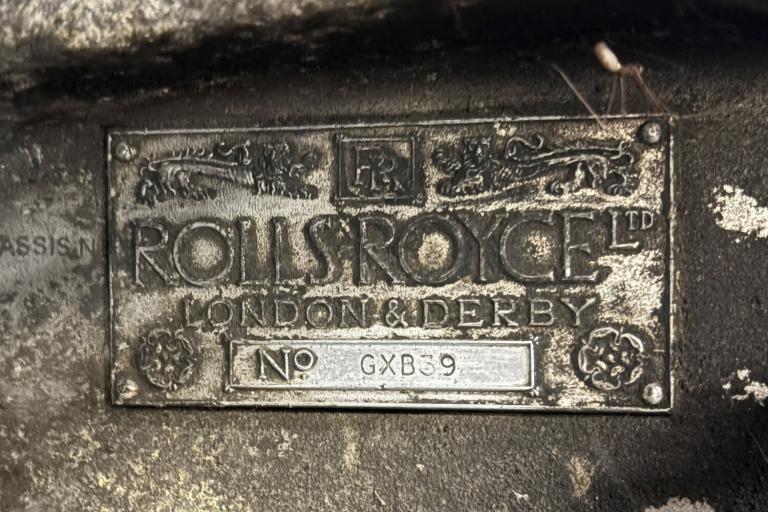 RR
ROLLS-ROYCE LTD
LONDON & DERBY
No GXB39
ASSIS N